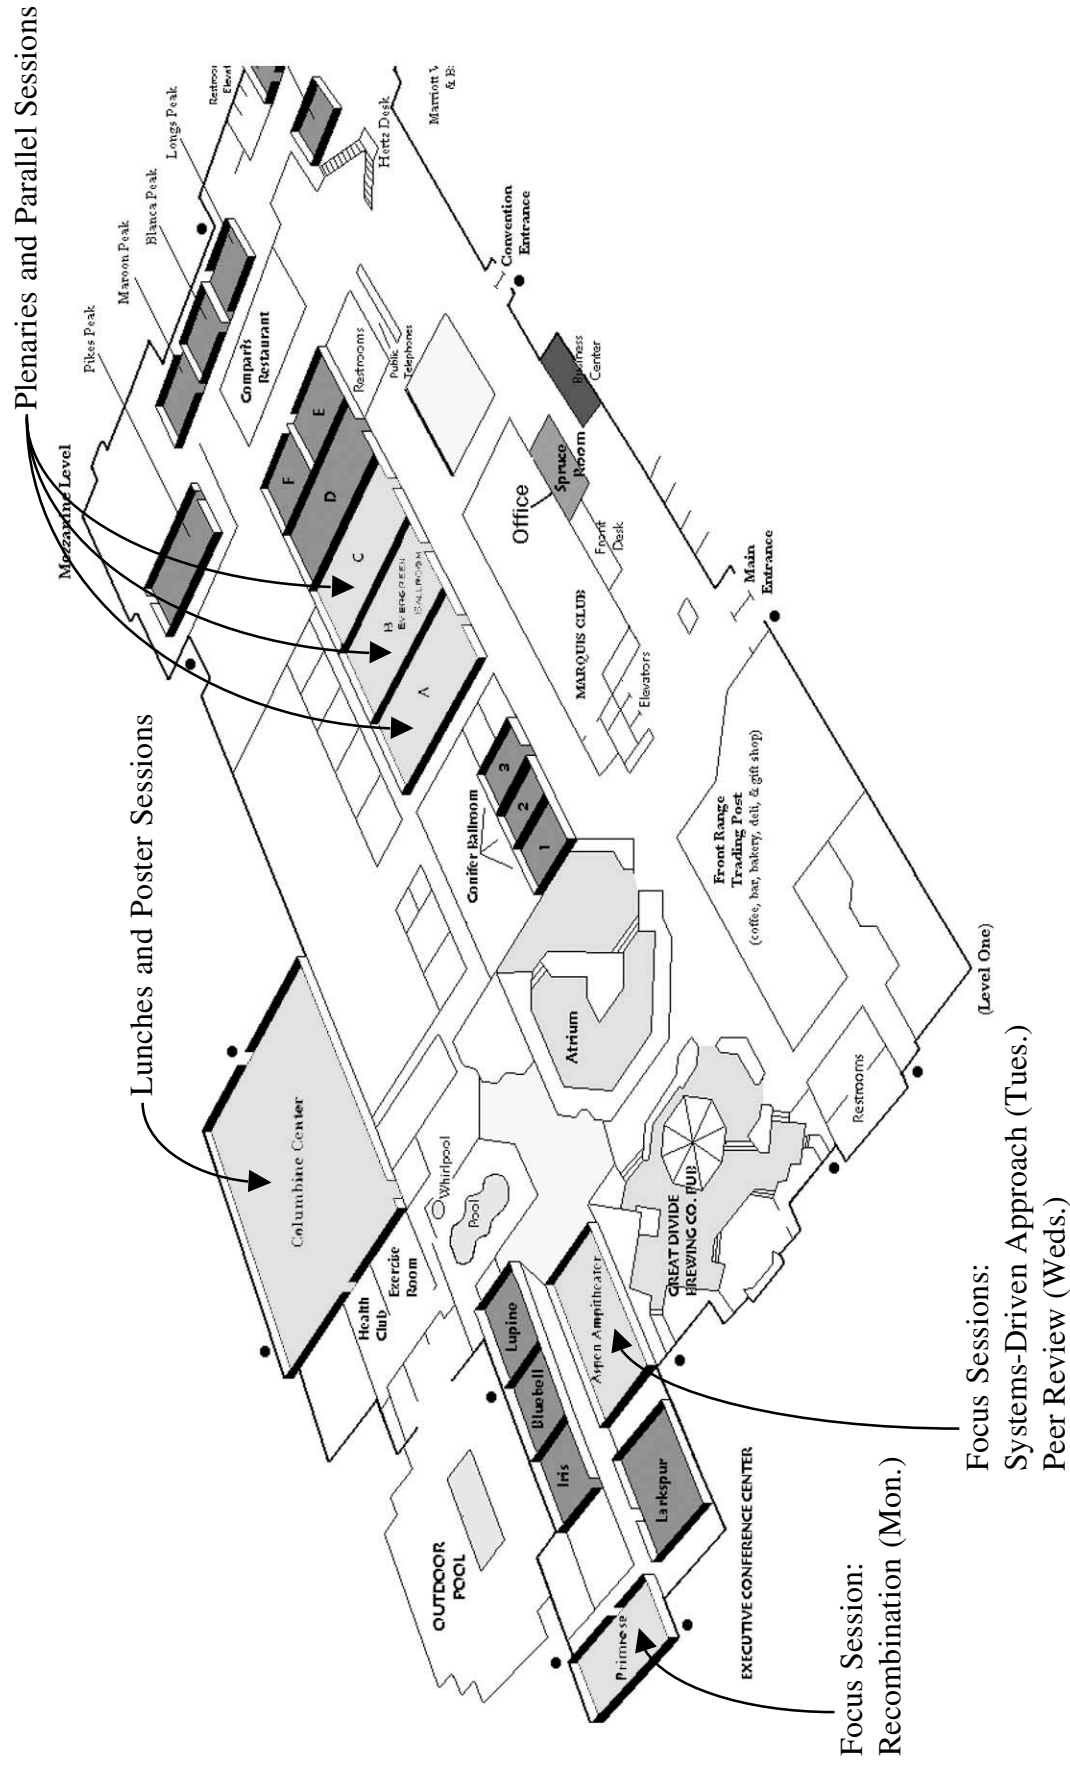 Plenaries and Parallel Sessions
Lunches and Poster Sessions
Focus Sessions:
Systems-Driven Approach (Tues.)
Peer Review (Weds.)
Focus Session:
Recombination (Mon.)
Mezzanine Level
Pikes Peak
Maroon Peak
Blanca Peak
Longs Peak
Hertz Desk
Comparis
Restaurant
Restrooms
Public
Telephones
F
E
D
C
B
EVERGREEN
BALLROOM
A
Convention
Entrance
Business
Center
Spruce
Room
Office
Front
Desk
Main
Entrance
MARQUIS CLUB
Elevators
Conifer Ballroom
3
2
1
Front Range
Trading Post
(coffee, bar, bakery, deli, & gift shop)
(Level One)
Restrooms
Atrium
GREAT DIVIDE
BREWING CO. PUB
Columbine Center
Whirlpool
Pool
Exercise
Room
Health
Club
Lupine
Bluebell
Iris
Aspen Ampitheater
Larkspur
Primrose
OUTDOOR
POOL
EXECUTIVE CONFERENCE CENTER